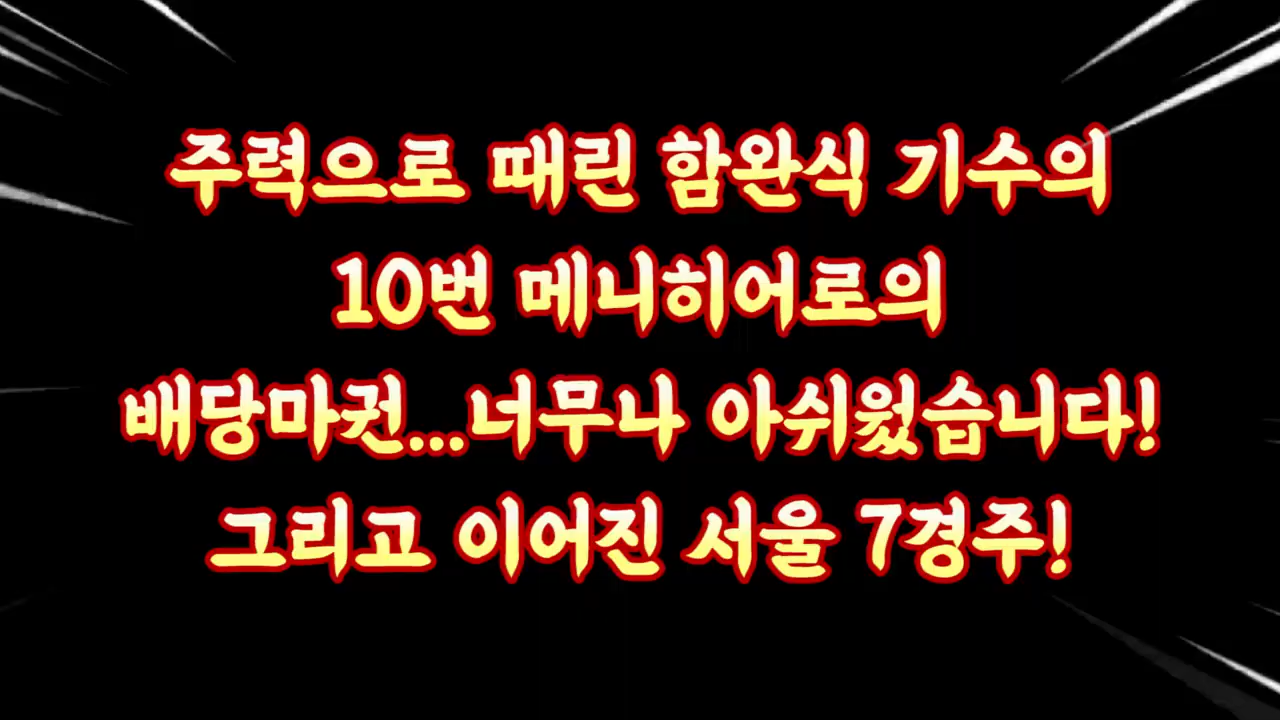 주력으로 때린 함완식 기수의
10번 메니히어로의
배당마권...너무나 아쉬웠습니다!
그리고 이어진 서울 7경주!